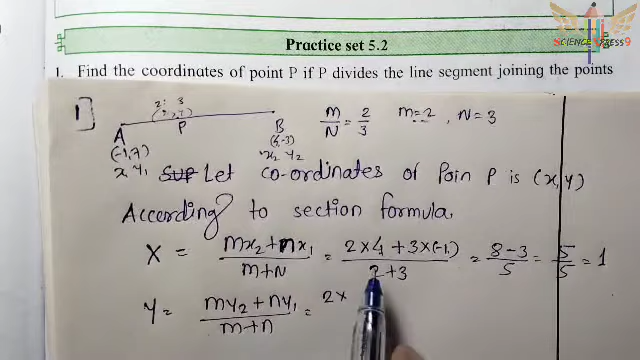 SCIENCE XPRESS 9
Practice set 5.2
1. Find the coordinates of point P if P divides the line segment joining the points
1] 2 : 3 m/N = 2/3 m=2 , N=3
A P B
(-1,7)
x₂ y₂
x y₁ Let co-ordinates of Poin P is (x,y)
According to section formula.
X = mx₂+nx₁ / m+N = 2×4 + 3×(-1) / 2+3 = 8-3 / 5 = 5/5 = 1
Y = my₂+ny₁ / m+n = 2×